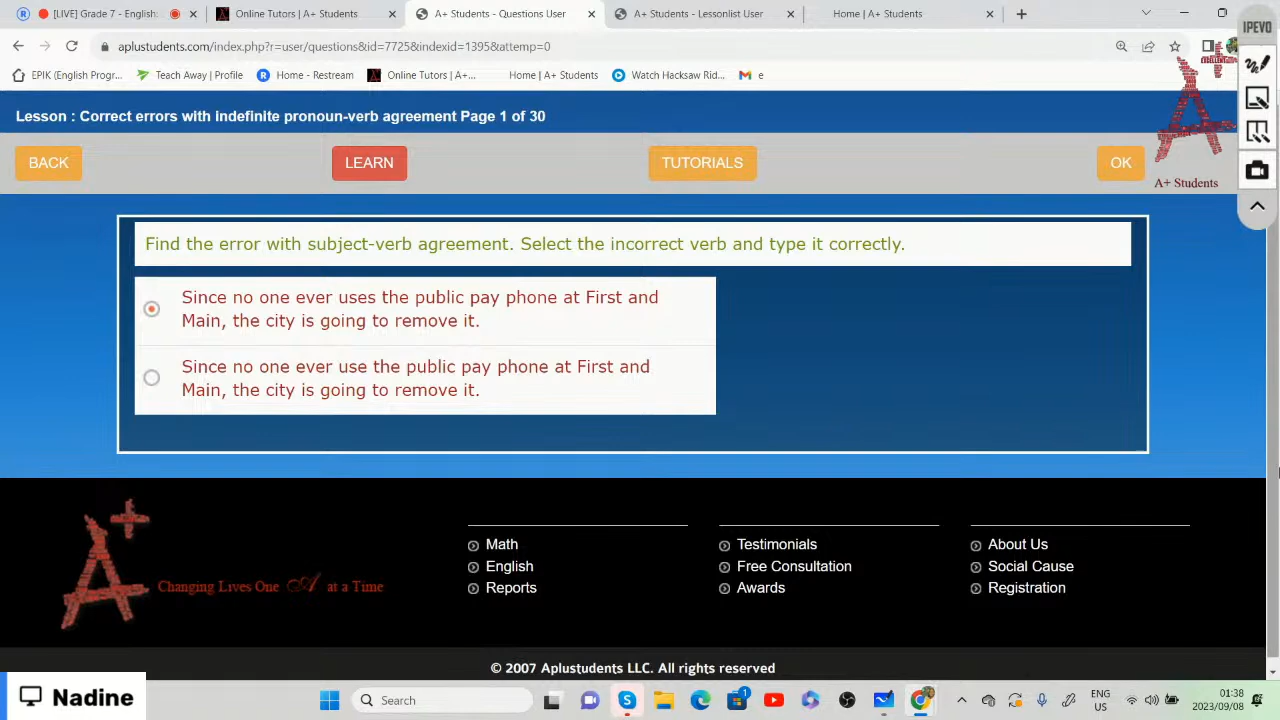 [LIVE] Grade 7 - English:
Online Tutors | A+ Students
A+ Students - Questions User
A+ Students - Lessonlist User
Home | A+ Students
aplustudents.com/index.php?r=user/questions&id=7725&indexid=1395&attemp=0
EPIK (English Progr...
Teach Away | Profile
Home - Restream
Online Tutors | A+...
Home | A+ Students
Watch Hacksaw Rid...
e
IPEVO
Lesson : Correct errors with Indefinite pronoun-verb agreement Page 1 of 30
BACK
LEARN
TUTORIALS
OK
A+ Students
Find the error with subject-verb agreement. Select the incorrect verb and type it correctly.
Since no one ever uses the public pay phone at First and
Main, the city is going to remove it.
Since no one ever use the public pay phone at First and
Main, the city is going to remove it.
Changing Lives One A at a Time
Math
English
Reports
Testimonials
Free Consultation
Awards
About Us
Social Cause
Registration
© 2007 Aplustudents LLC. All rights reserved
Nadine
Search
ENG
US
01:38
2023/09/08